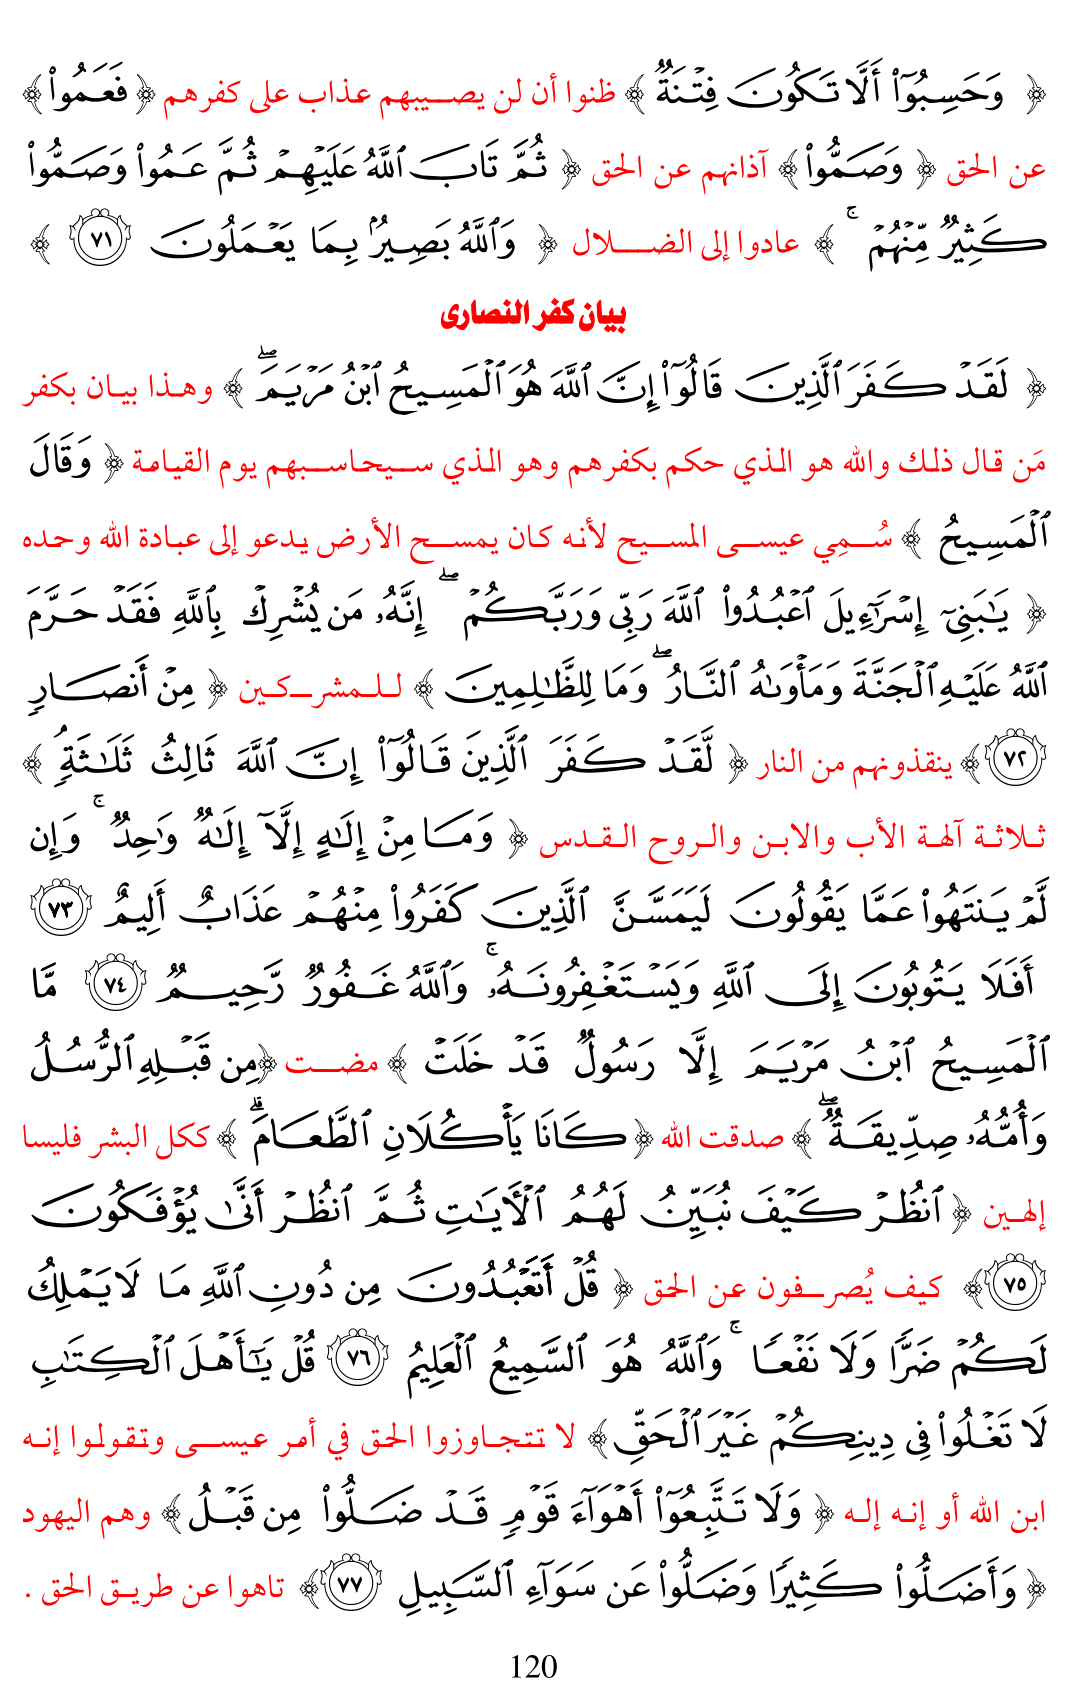 ﴿ وَحَسِبُوٓا۟ أَلَّا تَكُونَ فِتْنَةٌ ﴾ ظنوا أن لن يصيبهم عذاب على كفرهم ﴿ فَعَمُوا۟ ﴾
عن الحق ﴿ وَصَمُّوا۟ ﴾ آذانهم عن الحق ﴿ ثُمَّ تَابَ ٱللَّهُ عَلَيْهِمْ ثُمَّ عَمُوا۟ وَصَمُّوا۟
كَثِيرٌ مِّنْهُمْ ۚ ﴾ عادوا إلى الضلال ﴿ وَٱللَّهُ بَصِيرٌۢ بِمَا يَعْمَلُونَ ٧١ ﴾
بيان كفر النصارى
﴿ لَقَدْ كَفَرَ ٱلَّذِينَ قَالُوٓا۟ إِنَّ ٱللَّهَ هُوَ ٱلْمَسِيحُ ٱبْنُ مَرْيَمَ ۖ ﴾ وهذا بيان بكفر
مَن قال ذلك والله هو الذي حكم بكفرهم وهو الذي سيحاسبهم يوم القيامة ﴿ وَقَالَ
ٱلْمَسِيحُ ﴾ سُمِي عيسى المسيح لأنه كان يمسح الأرض يدعو إلى عبادة الله وحده
﴿ يَـٰبَنِىٓ إِسْرَٰٓءِيلَ ٱعْبُدُوا۟ ٱللَّهَ رَبِّى وَرَبَّكُمْ ۖ إِنَّهُۥ مَن يُشْرِكْ بِٱللَّهِ فَقَدْ حَرَّمَ
ٱللَّهُ عَلَيْهِ ٱلْجَنَّةَ وَمَأْوَىٰهُ ٱلنَّارُ ۖ وَمَا لِلظَّـٰلِمِينَ ﴾ للمشركين ﴿ مِنْ أَنصَارٍ
٧٢ ﴾ ينقذونهم من النار ﴿ لَّقَدْ كَفَرَ ٱلَّذِينَ قَالُوٓا۟ إِنَّ ٱللَّهَ ثَالِثُ ثَلَـٰثَةٍۘ ﴾
ثلاثة آلهة الأب والابن والروح القدس ﴿ وَمَا مِنْ إِلَـٰهٍ إِلَّآ إِلَـٰهٌ وَٰحِدٌ ۚ وَإِن
لَّمْ يَنتَهُوا۟ عَمَّا يَقُولُونَ لَيَمَسَّنَّ ٱلَّذِينَ كَفَرُوا۟ مِنْهُمْ عَذَابٌ أَلِيمٌ ٧٣
أَفَلَا يَتُوبُونَ إِلَى ٱللَّهِ وَيَسْتَغْفِرُونَهُۥ ۚ وَٱللَّهُ غَفُورٌ رَّحِيمٌ ٧٤ مَّا
ٱلْمَسِيحُ ٱبْنُ مَرْيَمَ إِلَّا رَسُولٌ قَدْ خَلَتْ ﴾ مضت ﴿مِن قَبْلِهِ ٱلرُّسُلُ
وَأُمُّهُۥ صِدِّيقَةٌ ۖ ﴾ صدقت الله ﴿ كَانَا يَأْكُلَانِ ٱلطَّعَامَ ۗ ﴾ ككل البشر فليسا
إلهين ﴿ ٱنظُرْ كَيْفَ نُبَيِّنُ لَهُمُ ٱلْـَٔايَـٰتِ ثُمَّ ٱنظُرْ أَنَّىٰ يُؤْفَكُونَ
٧٥ ﴾ كيف يُصرفون عن الحق ﴿ قُلْ أَتَعْبُدُونَ مِن دُونِ ٱللَّهِ مَا لَا يَمْلِكُ
لَكُمْ ضَرًّا وَلَا نَفْعًا ۚ وَٱللَّهُ هُوَ ٱلسَّمِيعُ ٱلْعَلِيمُ ٧٦ قُلْ يَـٰٓأَهْلَ ٱلْكِتَـٰبِ
لَا تَغْلُوا۟ فِى دِينِكُمْ غَيْرَ ٱلْحَقِّ ﴾ لا تتجاوزوا الحق في أمر عيسى وتقولوا إنه
ابن الله أو إنه إله ﴿ وَلَا تَتَّبِعُوٓا۟ أَهْوَآءَ قَوْمٍ قَدْ ضَلُّوا۟ مِن قَبْلُ ﴾ وهم اليهود
﴿ وَأَضَلُّوا۟ كَثِيرًا وَضَلُّوا۟ عَن سَوَآءِ ٱلسَّبِيلِ ٧٧ ﴾ تاهوا عن طريق الحق .
120